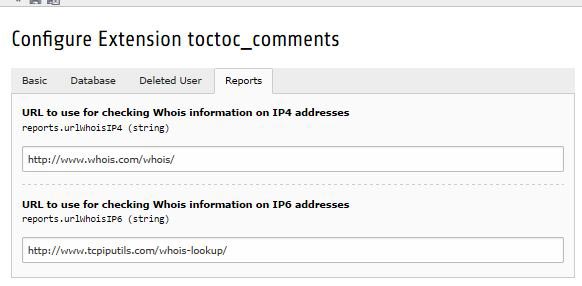 Configure Extension toctoc_comments
Basic Database Deleted User Reports
URL to use for checking Whois information on IP4 addresses
reports.urlWhoisIP4 (string)
http://www.whois.com/whois/
URL to use for checking Whois information on IP6 addresses
reports.urlWhoisIP6 (string)
http://www.tcpiputils.com/whois-lookup/